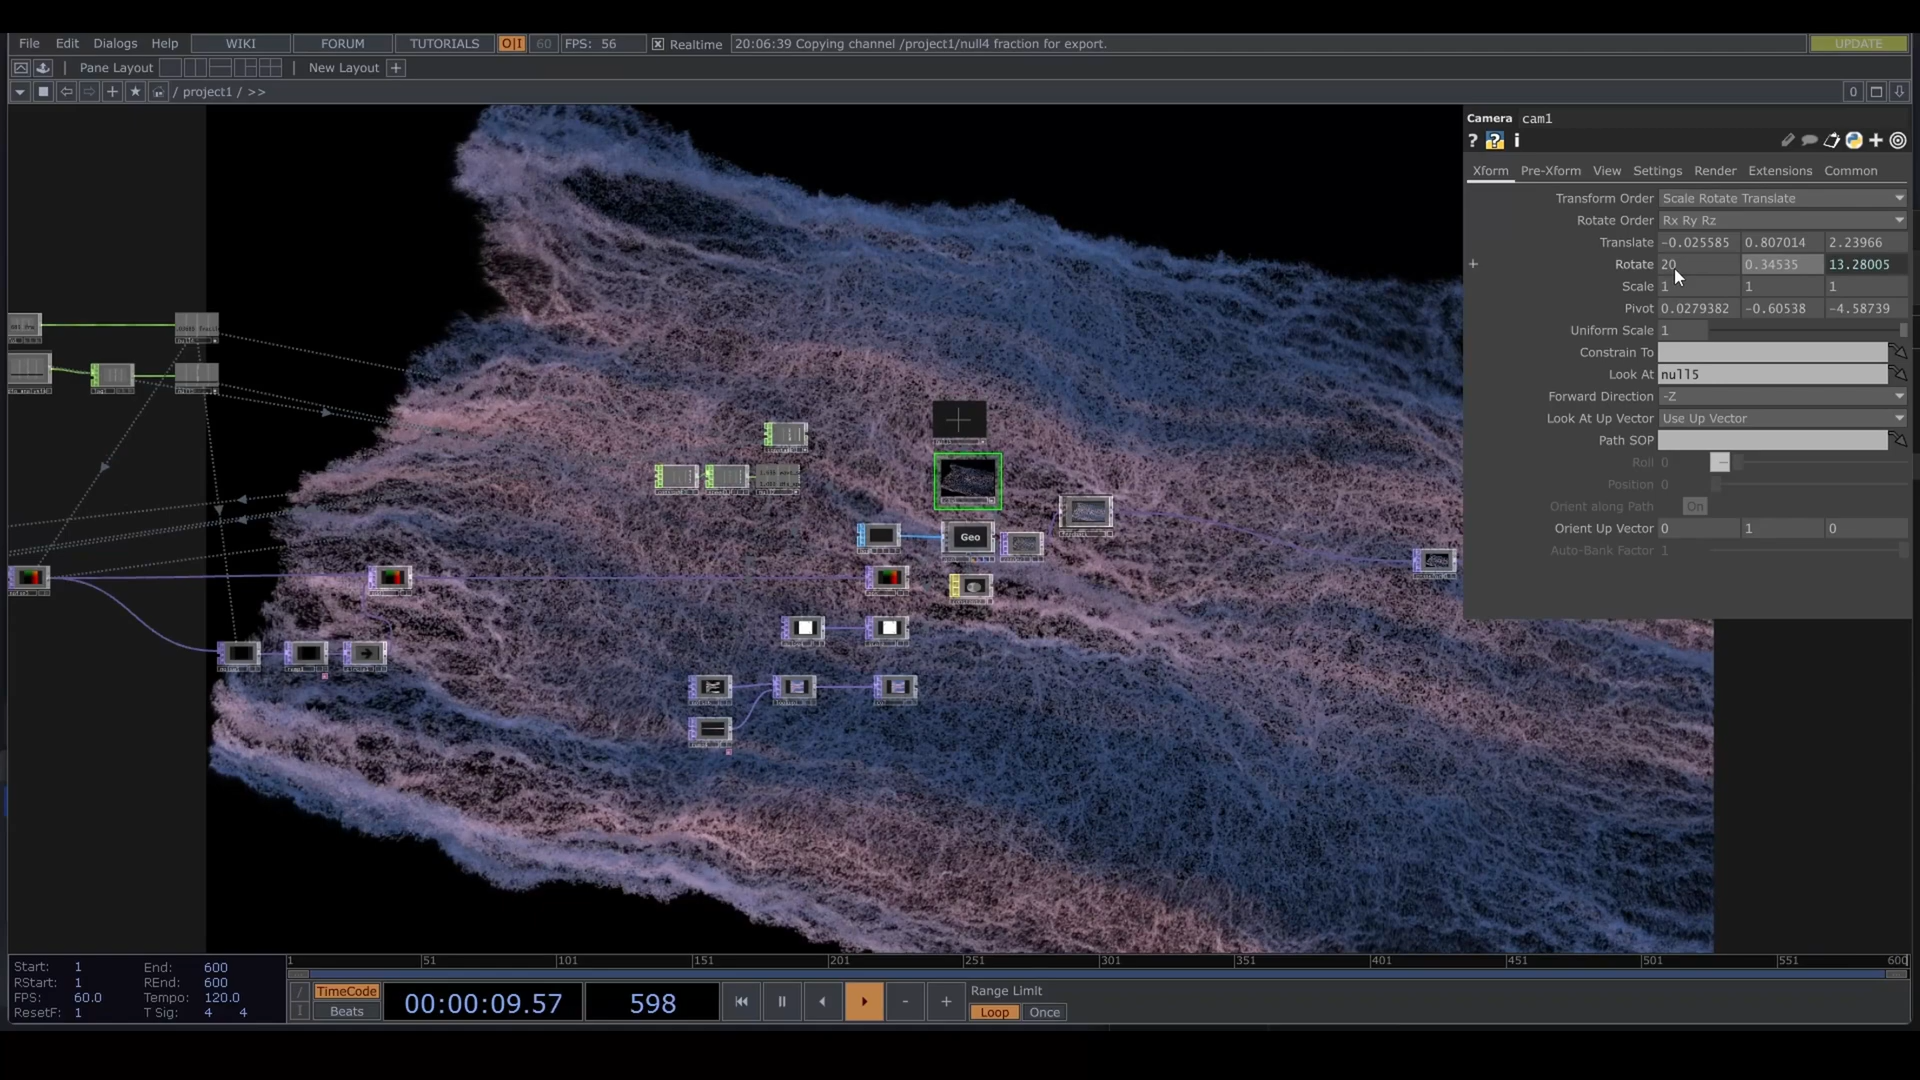 File Edit Dialogs Help WIKI FORUM TUTORIALS O|I 60 FPS: 56 Realtime 20:06:39 Copying channel /project1/null4 fraction for export. UPDATE
Pane Layout New Layout +
/ project1 / >> 0
Camera cam1
? ? i
Xform Pre-Xform View Settings Render Extensions Common
Transform Order Scale Rotate Translate
Rotate Order Rx Ry Rz
Translate -0.025585 0.807014 2.23966
+ Rotate 20 0.34535 13.28005
Scale 1 1 1
Pivot 0.0279382 -0.60538 -4.58739
Uniform Scale 1
Constrain To
Look At null5
Forward Direction -Z
Look At Up Vector Use Up Vector
Path SOP
Roll 0
Position 0
Orient along Path On
Orient Up Vector 0 1 0
Auto-Bank Factor 1
Geo
1 51 101 151 201 251 301 351 401 451 501 551 600
Start: 1 End: 600
RStart: 1 REnd: 600
FPS: 60.0 Tempo: 120.0
ResetF: 1 T Sig: 4 4
TimeCode
Beats
00:00:09.57 598
Range Limit
Loop Once